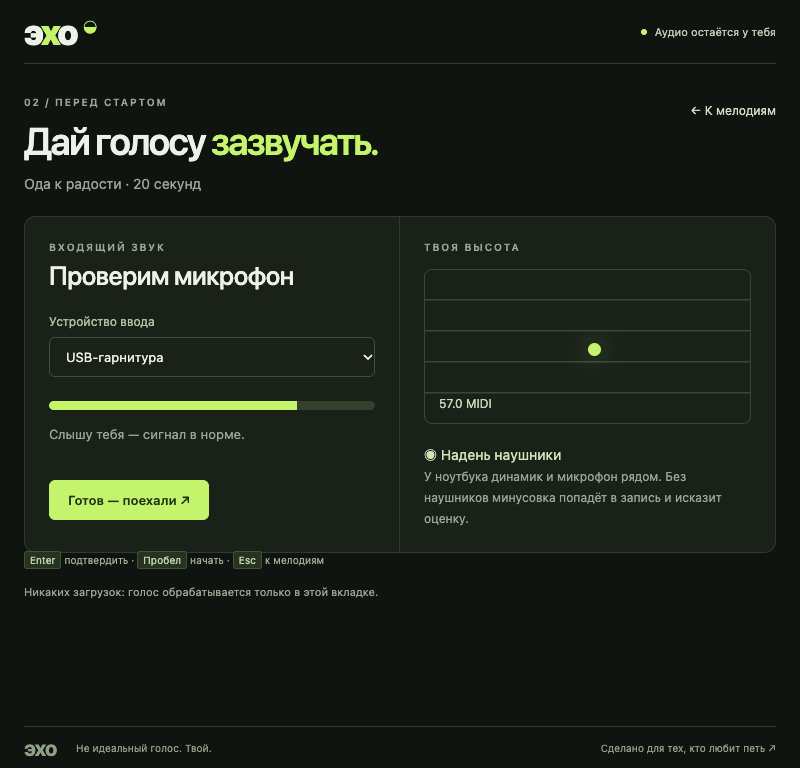 ЭХО
Аудио остаётся у тебя
02 / ПЕРЕД СТАРТОМ
← К мелодиям
Дай голосу зазвучать.
Ода к радости · 20 секунд
ВХОДЯЩИЙ ЗВУК
Проверим микрофон
Устройство ввода
USB-гарнитура
Слышу тебя — сигнал в норме.
Готов — поехали ↗
ТВОЯ ВЫСОТА
57.0 MIDI
◉ Надень наушники
У ноутбука динамик и микрофон рядом. Без
наушников минусовка попадёт в запись и исказит
оценку.
Enter подтвердить · Пробел начать · Esc к мелодиям
Никаких загрузок: голос обрабатывается только в этой вкладке.
ЭХО Не идеальный голос. Твой.
Сделано для тех, кто любит петь ↗